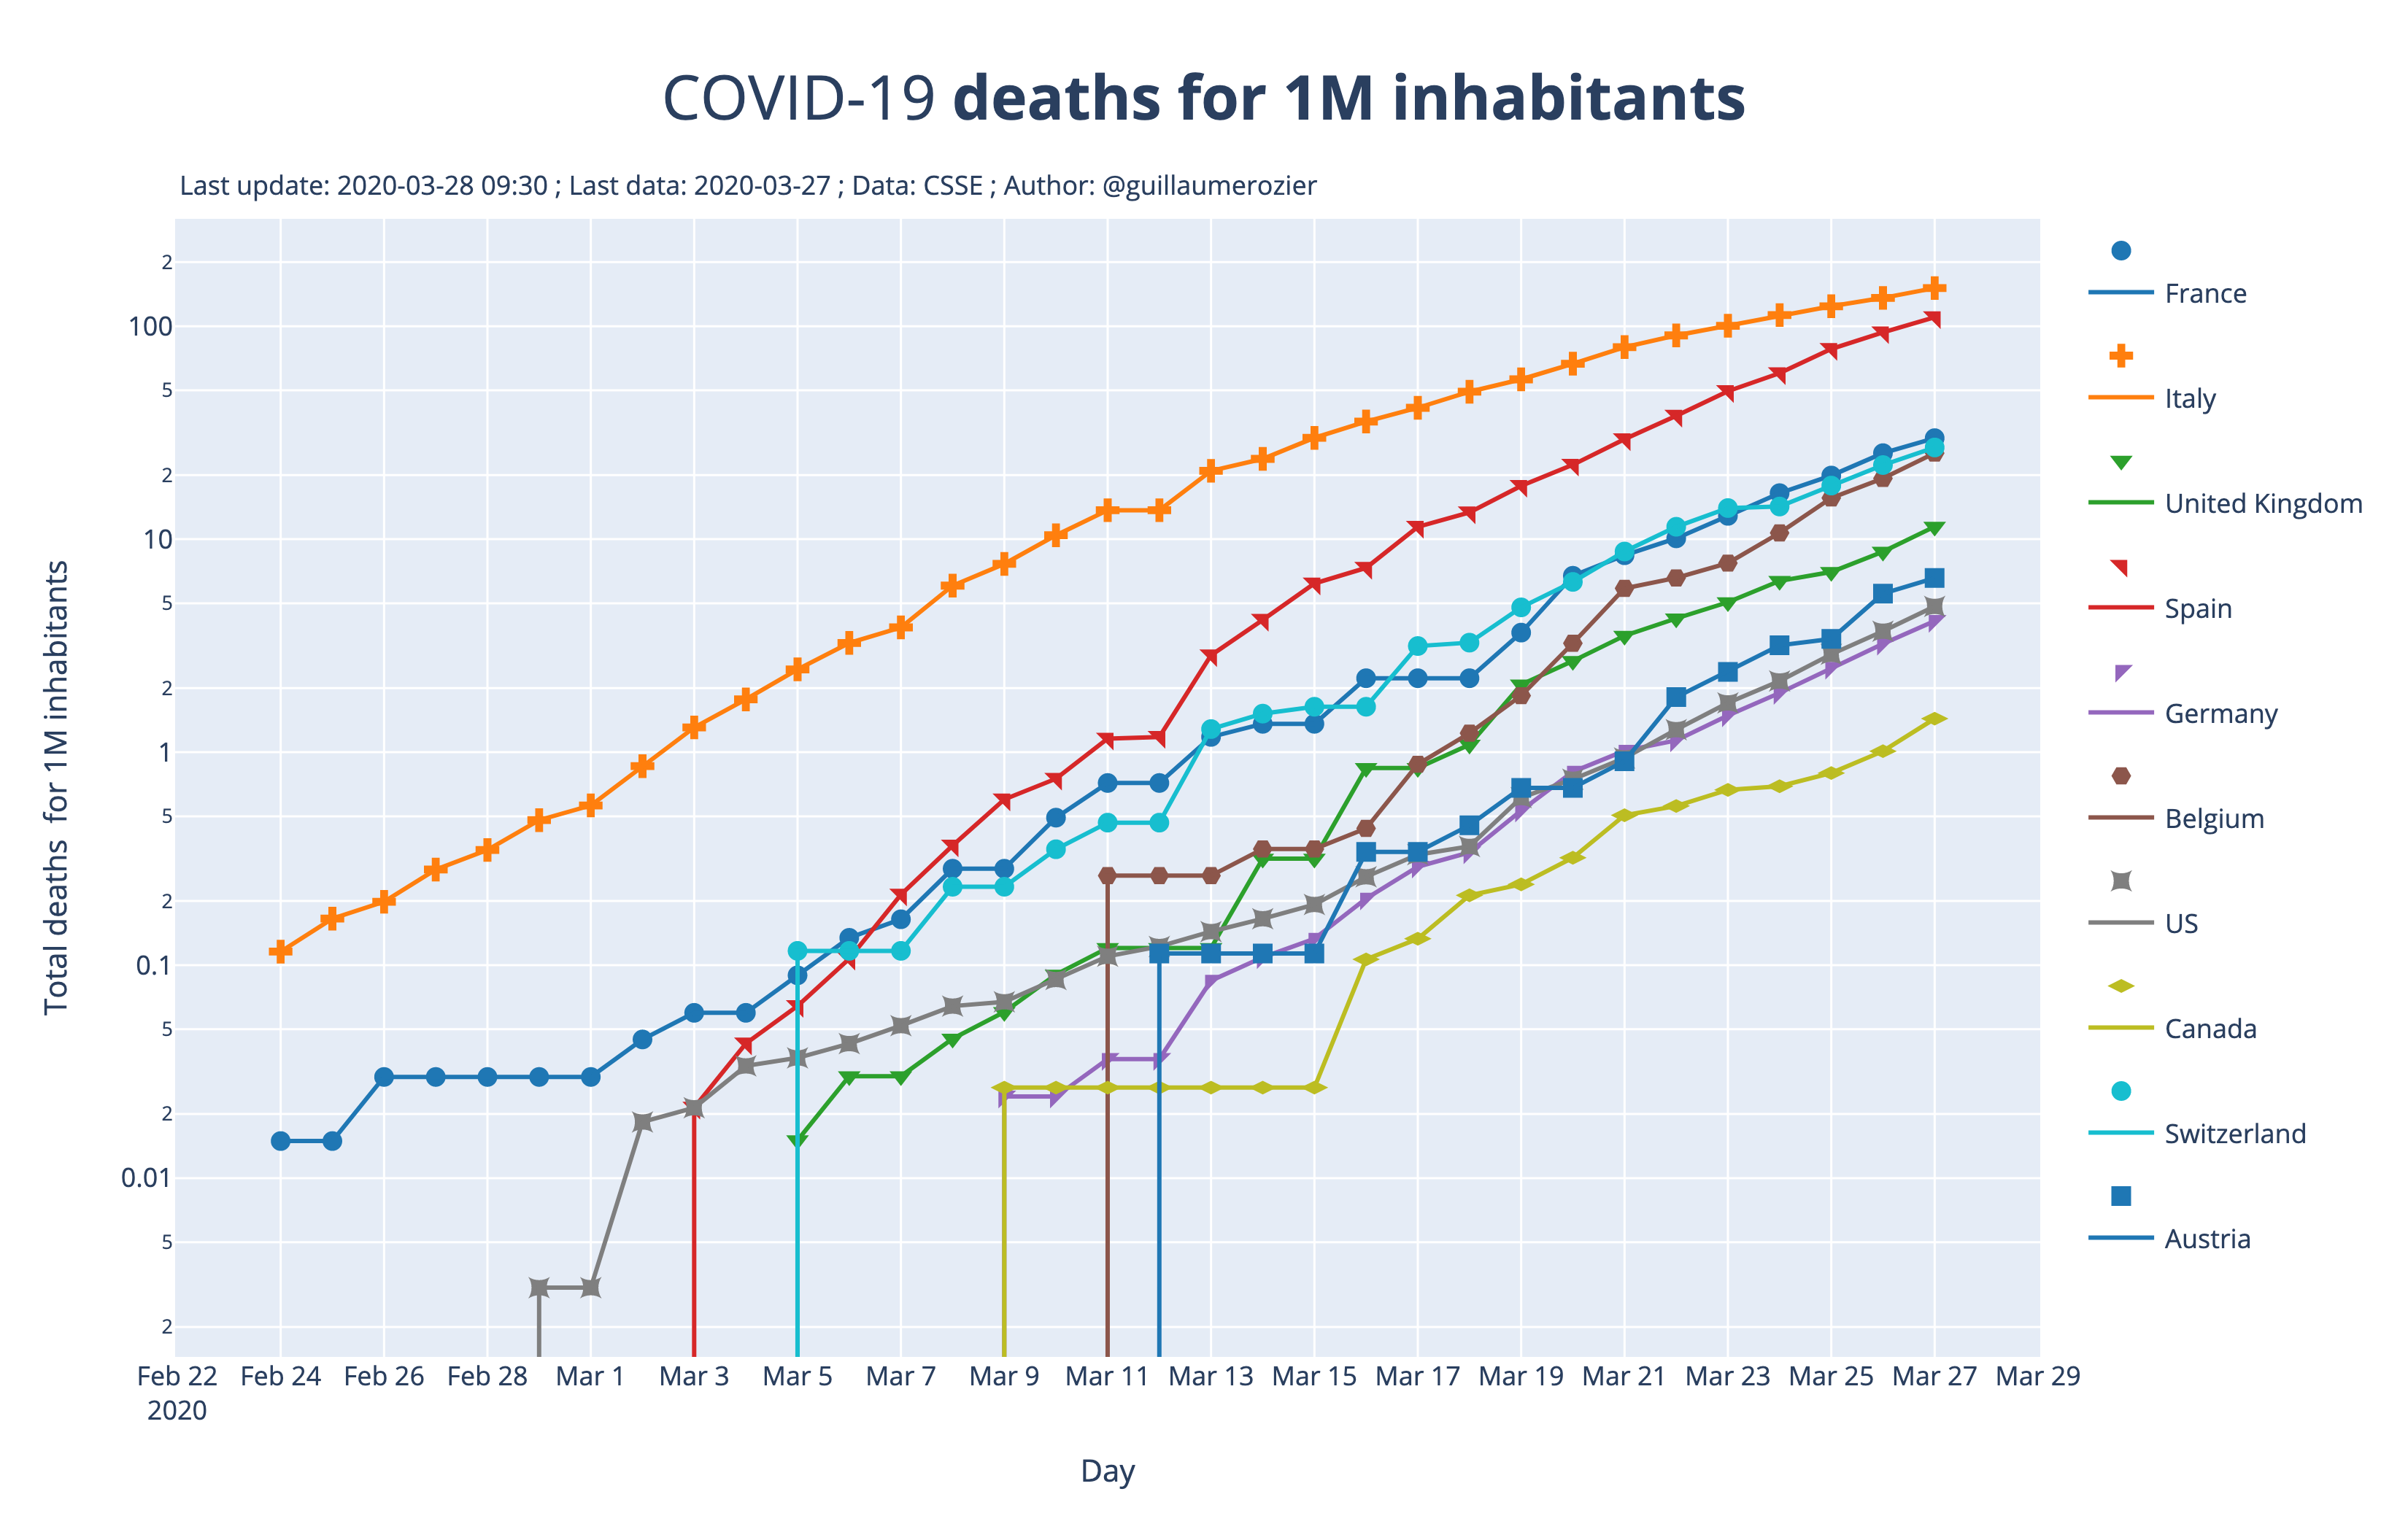 COVID-19 deaths for 1M inhabitants
Last update: 2020-03-28 09:30 ; Last data: 2020-03-27 ; Data: CSSE ; Author: @guillaumerozier
Total deaths for 1M inhabitants
2
100
5
2
10
5
2
1
5
2
0.1
5
2
0.01
5
2
Feb 22 Feb 24 Feb 26 Feb 28 Mar 1 Mar 3 Mar 5 Mar 7 Mar 9 Mar 11 Mar 13 Mar 15 Mar 17 Mar 19 Mar 21 Mar 23 Mar 25 Mar 27 Mar 29
2020
Day
France
Italy
United Kingdom
Spain
Germany
Belgium
US
Canada
Switzerland
Austria